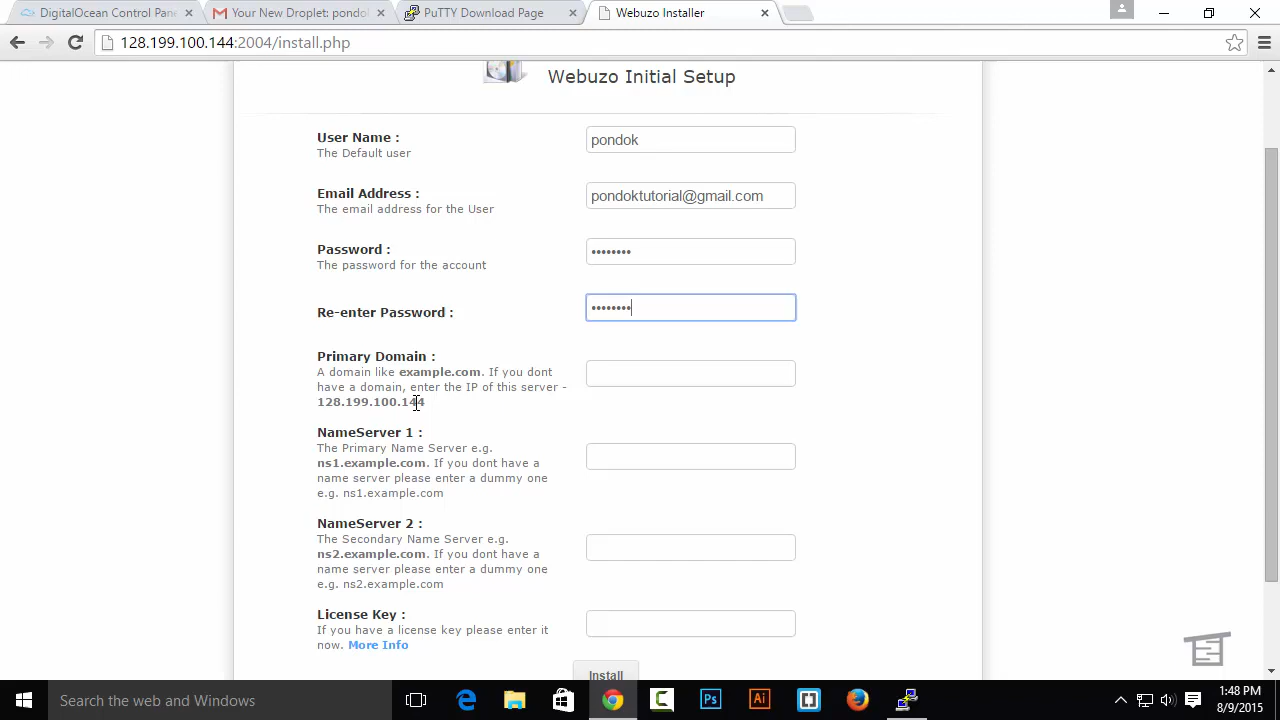 DigitalOcean Control Pane
Your New Droplet: pondok
PuTTY Download Page
Webuzo Installer
128.199.100.144:2004/install.php
Webuzo Initial Setup
User Name :
The Default user
pondok
Email Address :
The email address for the User
pondoktutorial@gmail.com
Password :
The password for the account
••••••••
Re-enter Password :
••••••••
Primary Domain :
A domain like example.com. If you dont
have a domain, enter the IP of this server -
128.199.100.144
NameServer 1 :
The Primary Name Server e.g.
ns1.example.com. If you dont have a
name server please enter a dummy one
e.g. ns1.example.com
NameServer 2 :
The Secondary Name Server e.g.
ns2.example.com. If you dont have a
name server please enter a dummy one
e.g. ns2.example.com
License Key :
If you have a license key please enter it
now. More Info
Install
Search the web and Windows
Ps
Ai
1:48 PM
8/9/2015